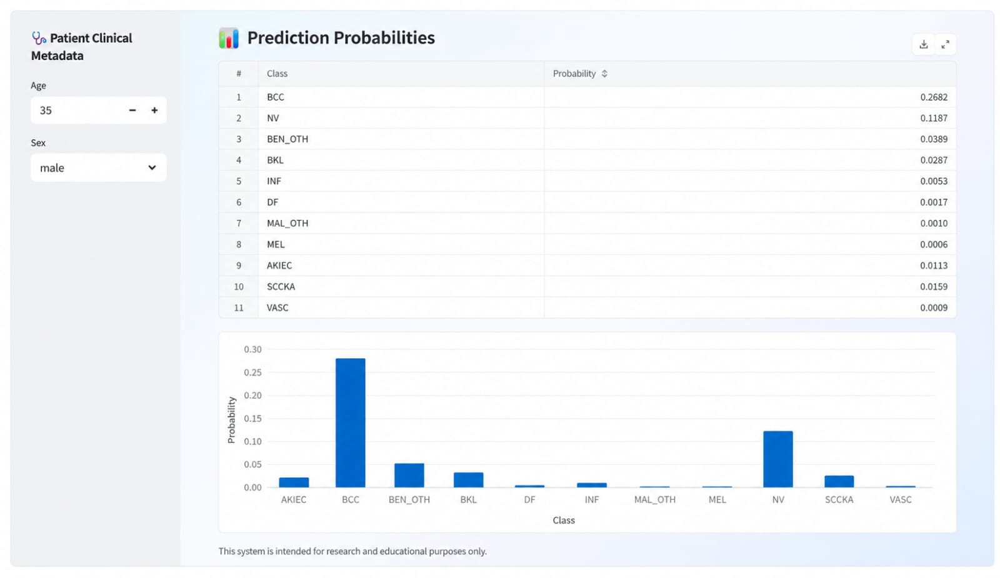 Patient Clinical
Metadata
Age
35 − +
Sex
male
Prediction Probabilities
# Class Probability
1 BCC 0.2682
2 NV 0.1187
3 BEN_OTH 0.0389
4 BKL 0.0287
5 INF 0.0053
6 DF 0.0017
7 MAL_OTH 0.0010
8 MEL 0.0006
9 AKIEC 0.0113
10 SCCKA 0.0159
11 VASC 0.0009
Probability
0.30
0.25
0.20
0.15
0.10
0.05
0.00
AKIEC BCC BEN_OTH BKL DF INF MAL_OTH MEL NV SCCKA VASC
Class
This system is intended for research and educational purposes only.